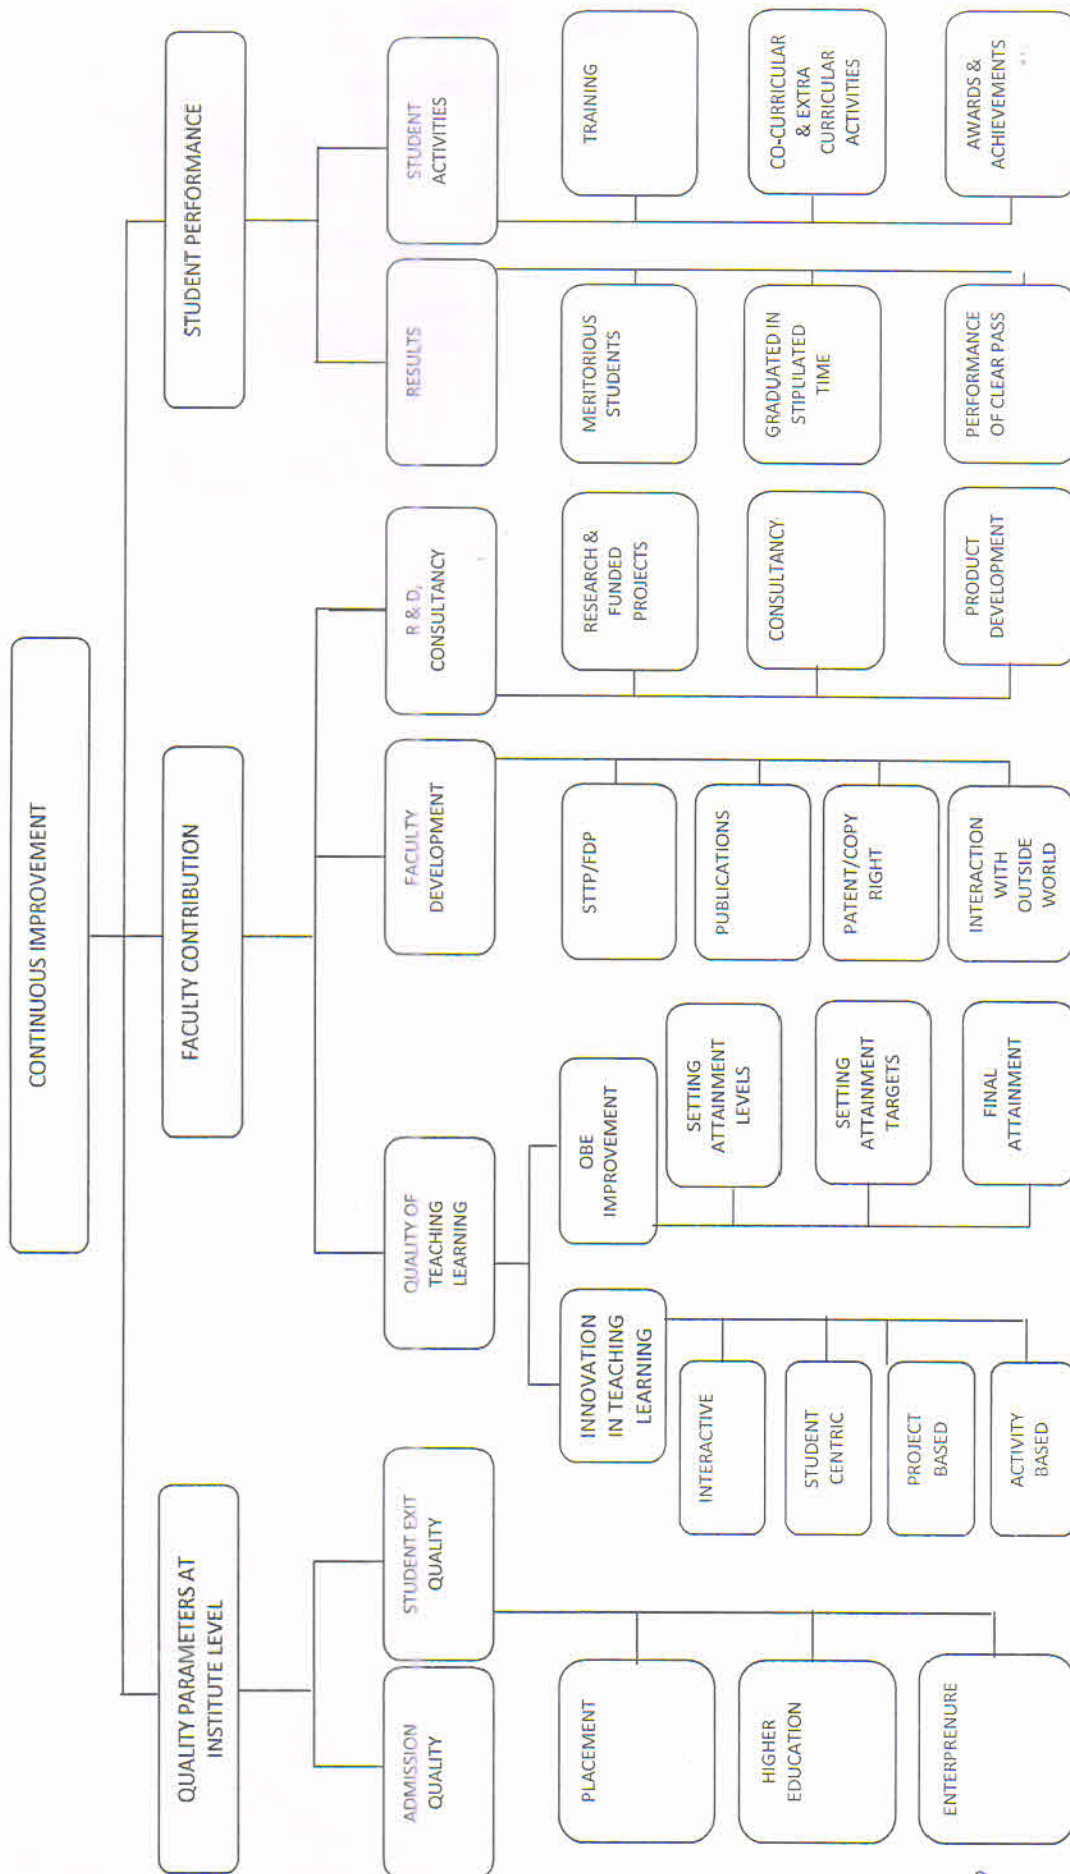 CONTINUOUS IMPROVEMENT
QUALITY PARAMETERS AT
INSTITUTE LEVEL
FACULTY CONTRIBUTION
STUDENT PERFORMANCE
ADMISSION
QUALITY
STUDENT EXIT
QUALITY
QUALITY OF
TEACHING
LEARNING
FACULTY
DEVELOPMENT
R & D,
CONSULTANCY
RESULTS
STUDENT
ACTIVITIES
PLACEMENT
HIGHER
EDUCATION
ENTERPRENURE
INNOVATION
IN TEACHING
LEARNING
INTERACTIVE
STUDENT
CENTRIC
PROJECT
BASED
ACTIVITY
BASED
OBE
IMPROVEMENT
SETTING
ATTAINMENT
LEVELS
SETTING
ATTAINMENT
TARGETS
FINAL
ATTAINMENT
STTP/FDP
PUBLICATIONS
PATENT/COPY
RIGHT
INTERACTION
WITH
OUTSIDE
WORLD
RESEARCH &
FUNDED
PROJECTS
CONSULTANCY
PRODUCT
DEVELOPMENT
MERITORIOUS
STUDENTS
GRADUATED IN
STIPULATED
TIME
PERFORMANCE
OF CLEAR PASS
TRAINING
CO-CURRICULAR
& EXTRA
CURRICULAR
ACTIVITIES
AWARDS &
ACHIEVEMENTS